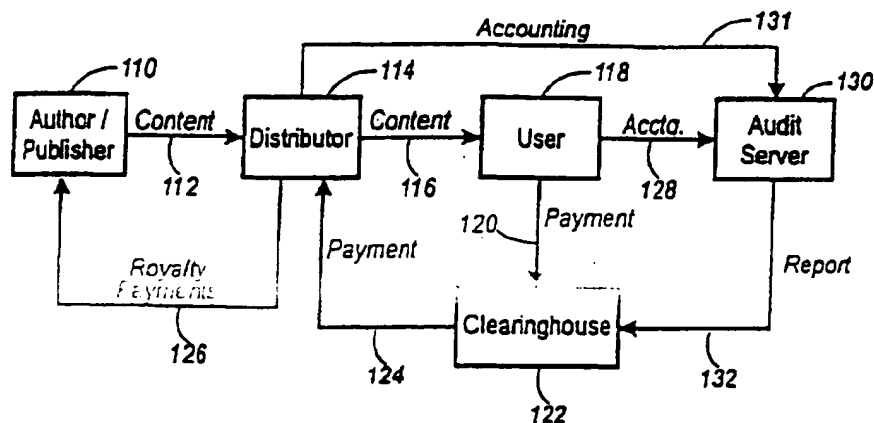 Accounting
131
110
114
118
130
Author /
Publisher
Content
112
Distributor
Content
116
User
Acctg.
128
Audit
Server
120
Payment
Payment
Royalty
Payments
126
Report
Clearinghouse
124
122
132